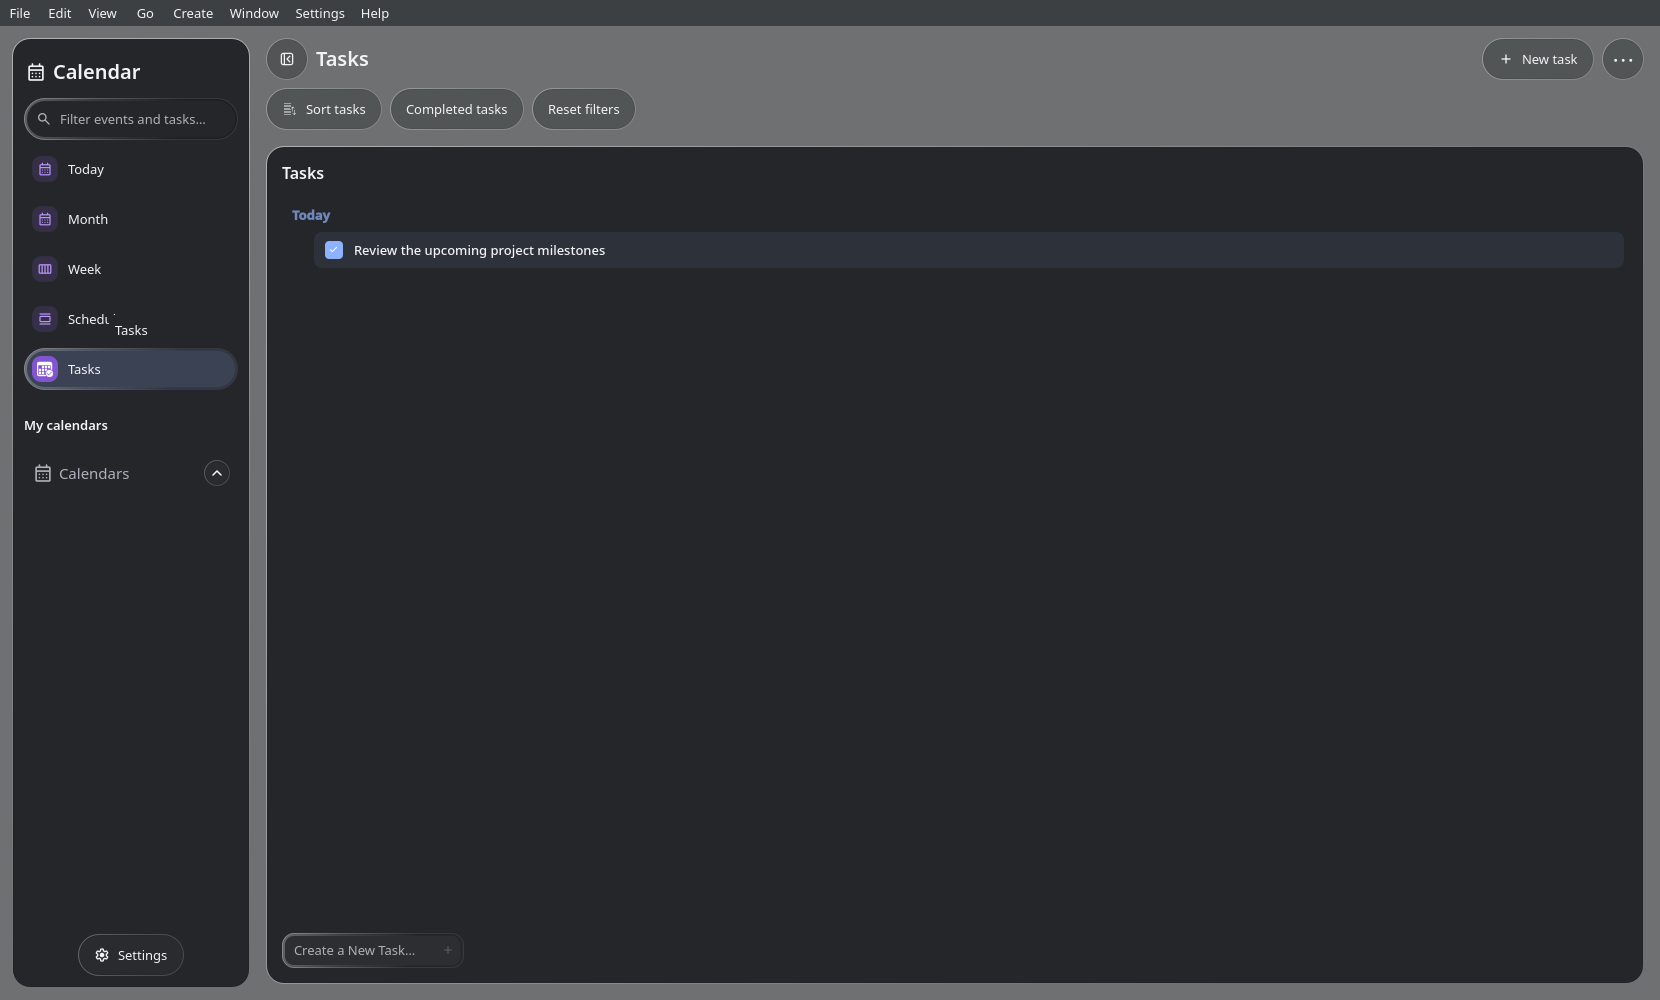 File Edit View Go Create Window Settings Help
Calendar
Filter events and tasks...
Today
Month
Week
Schedu
Tasks
Tasks
My calendars
Calendars
Settings
Tasks
New task
Sort tasks
Completed tasks
Reset filters
Tasks
Today
Review the upcoming project milestones
Create a New Task...